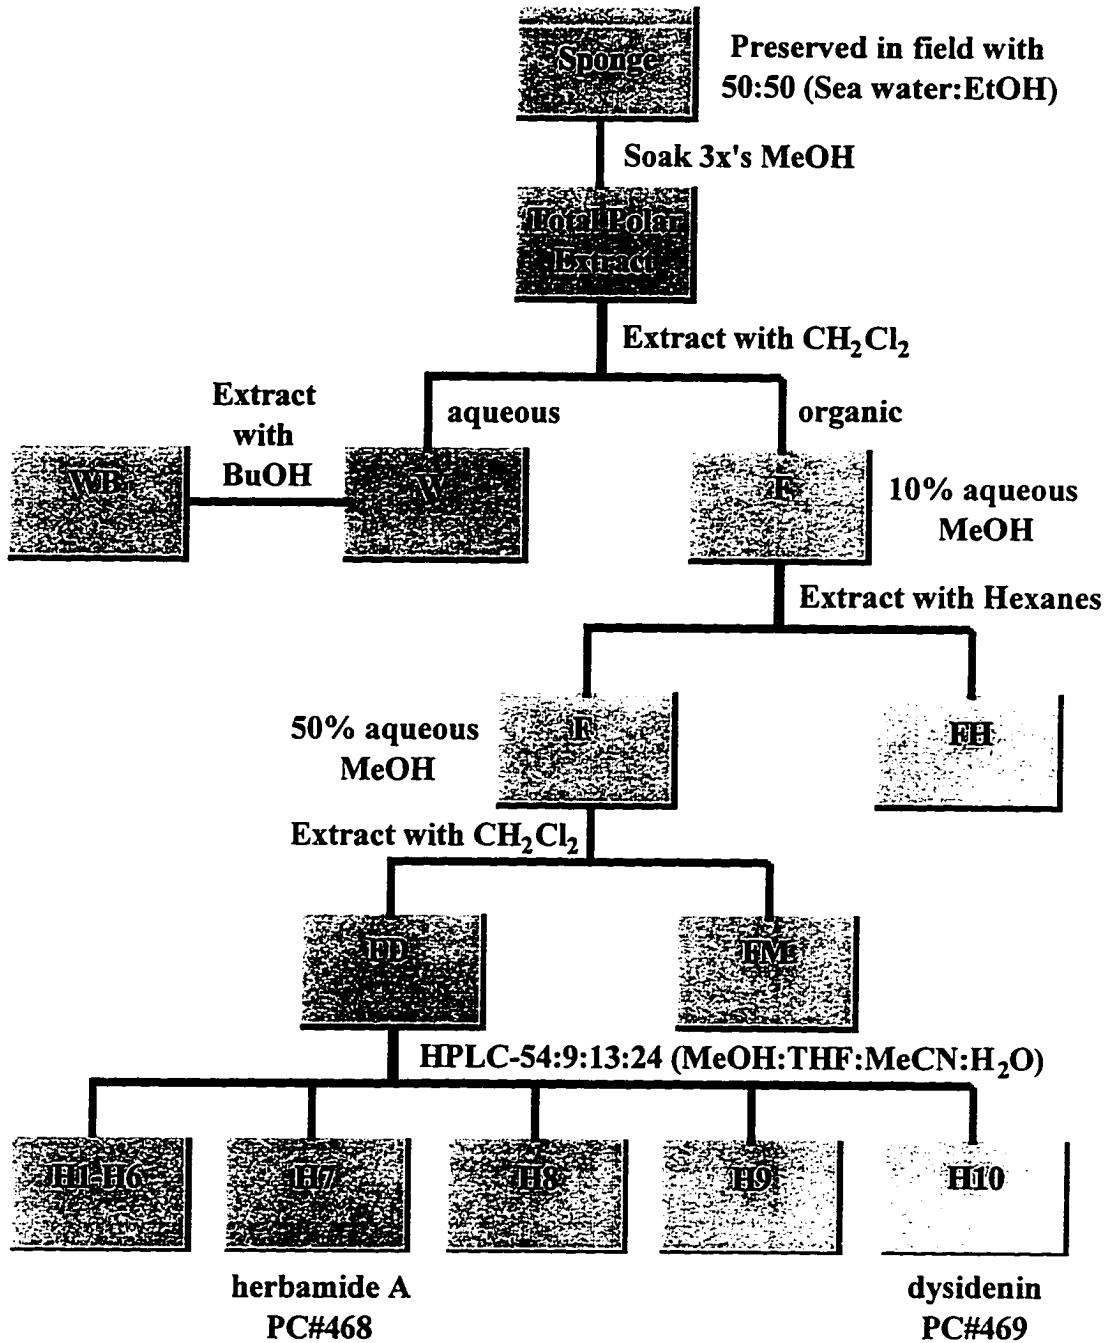 Sponge
Preserved in field with
50:50 (Sea water:EtOH)
Soak 3x's MeOH
Total Polar
Extract
Extract with CH₂Cl₂
Extract
with
BuOH
aqueous
organic
WB
W
F
10% aqueous
MeOH
Extract with Hexanes
50% aqueous
MeOH
F
FH
Extract with CH₂Cl₂
FD
FM
HPLC-54:9:13:24 (MeOH:THF:MeCN:H₂O)
H1-H6
H7
H8
H9
H10
herbamide A
PC#468
dysidenin
PC#469